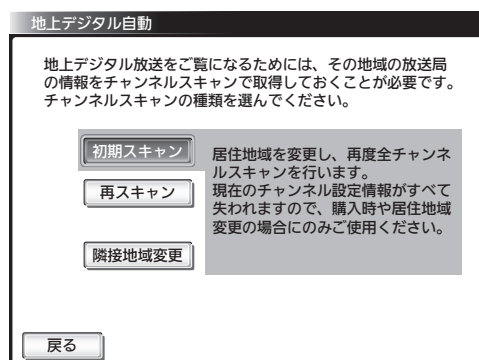 地上デジタル自動
地上デジタル放送をご覧になるためには、その地域の放送局
の情報をチャンネルスキャンで取得しておくことが必要です。
チャンネルスキャンの種類を選んでください。
初期スキャン
再スキャン
隣接地域変更
居住地域を変更し、再度全チャンネ
ルスキャンを行います。
現在のチャンネル設定情報がすべて
失われますので、購入時や居住地域
変更の場合にのみご使用ください。
戻る